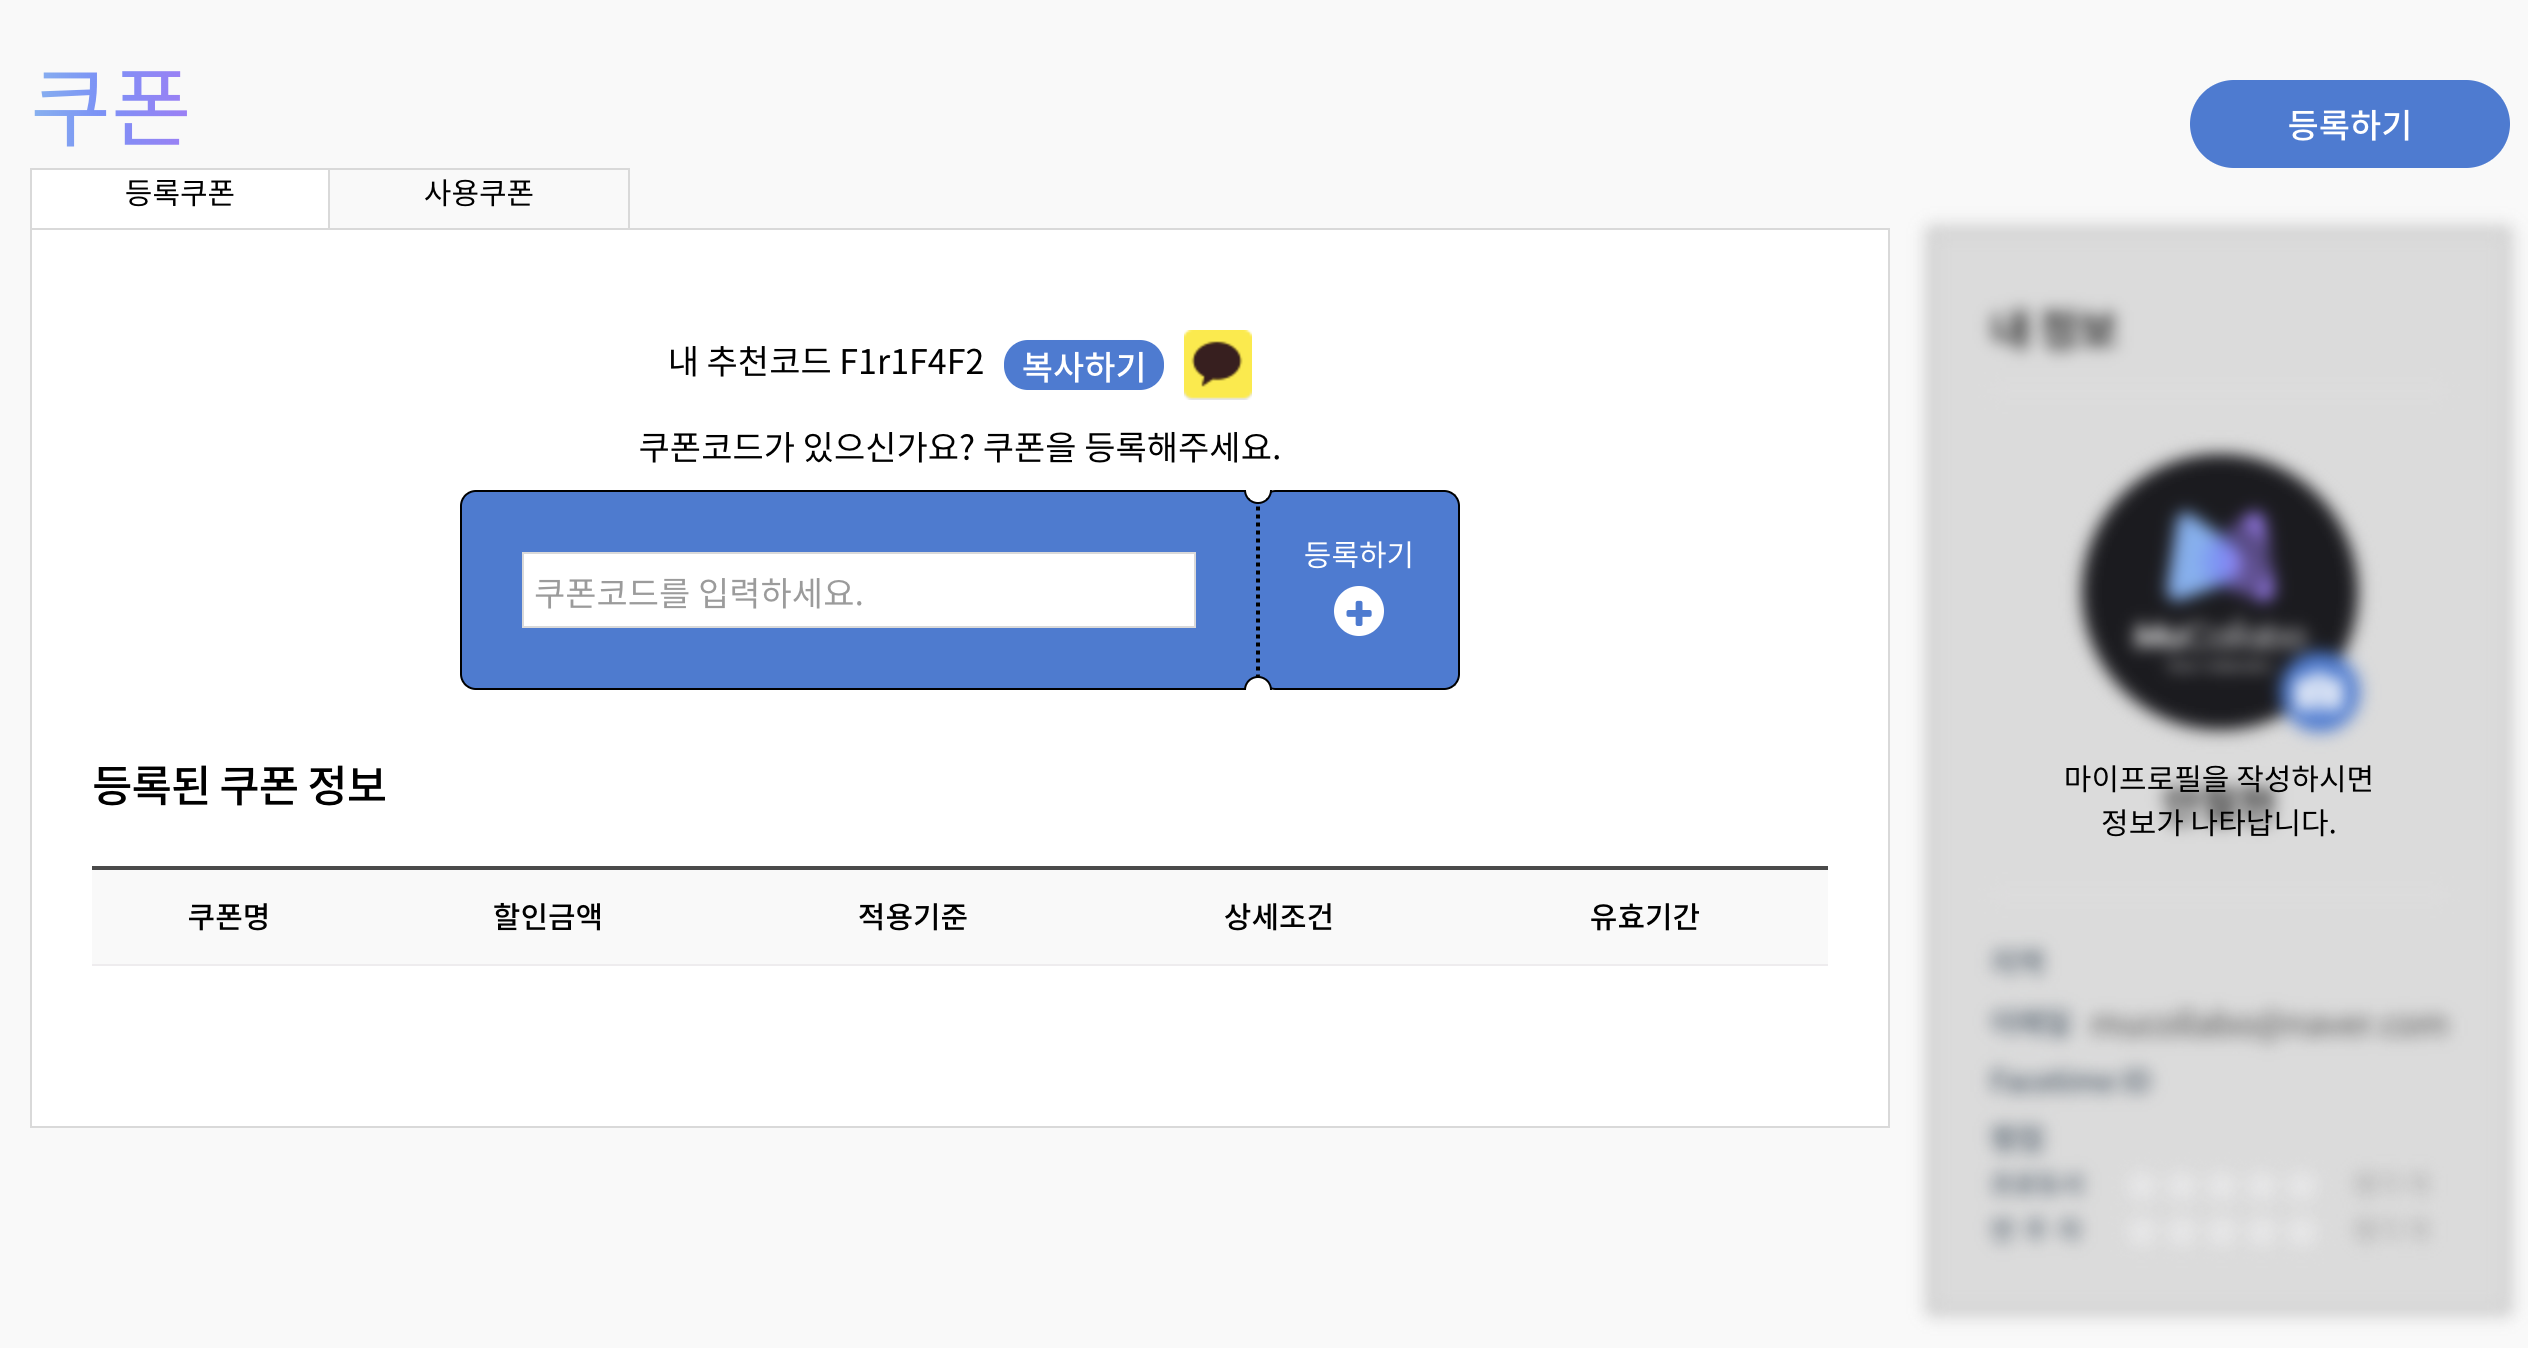 쿠폰
등록하기
등록쿠폰
사용쿠폰
내 추천코드 F1r1F4F2
복사하기
쿠폰코드가 있으신가요? 쿠폰을 등록해주세요.
쿠폰코드를 입력하세요.
등록하기
등록된 쿠폰 정보
쿠폰명
할인금액
적용기준
상세조건
유효기간
내 정보
마이프로필을 작성하시면
정보가 나타납니다.